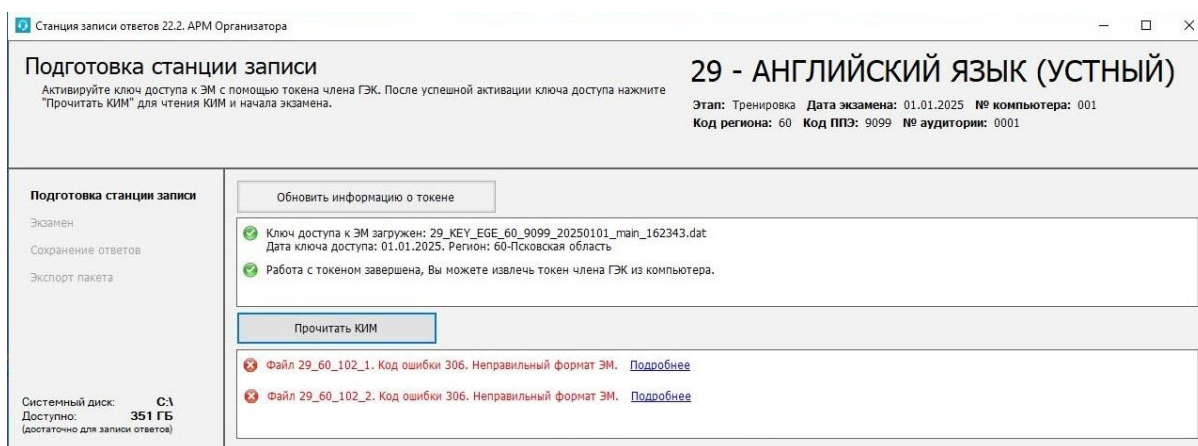 Станция записи ответов 22.2. АРМ Организатора
Подготовка станции записи
Активируйте ключ доступа к ЭМ с помощью токена члена ГЭК. После успешной активации ключа доступа нажмите
"Прочитать КИМ" для чтения КИМ и начала экзамена.
29 - АНГЛИЙСКИЙ ЯЗЫК (УСТНЫЙ)
Этап: Тренировка Дата экзамена: 01.01.2025 № компьютера: 001
Код региона: 60 Код ППЭ: 9099 № аудитории: 0001
Подготовка станции записи
Экзамен
Сохранение ответов
Экспорт пакета
Системный диск: C:\
Доступно: 351 ГБ
(достаточно для записи ответов)
Обновить информацию о токене
Ключ доступа к ЭМ загружен: 29_KEY_EGE_60_9099_20250101_main_162343.dat
Дата ключа доступа: 01.01.2025. Регион: 60-Псковская область
Работа с токеном завершена, Вы можете извлечь токен члена ГЭК из компьютера.
Прочитать КИМ
Файл 29_60_102_1. Код ошибки 306. Неправильный формат ЭМ. Подробнее
Файл 29_60_102_2. Код ошибки 306. Неправильный формат ЭМ. Подробнее